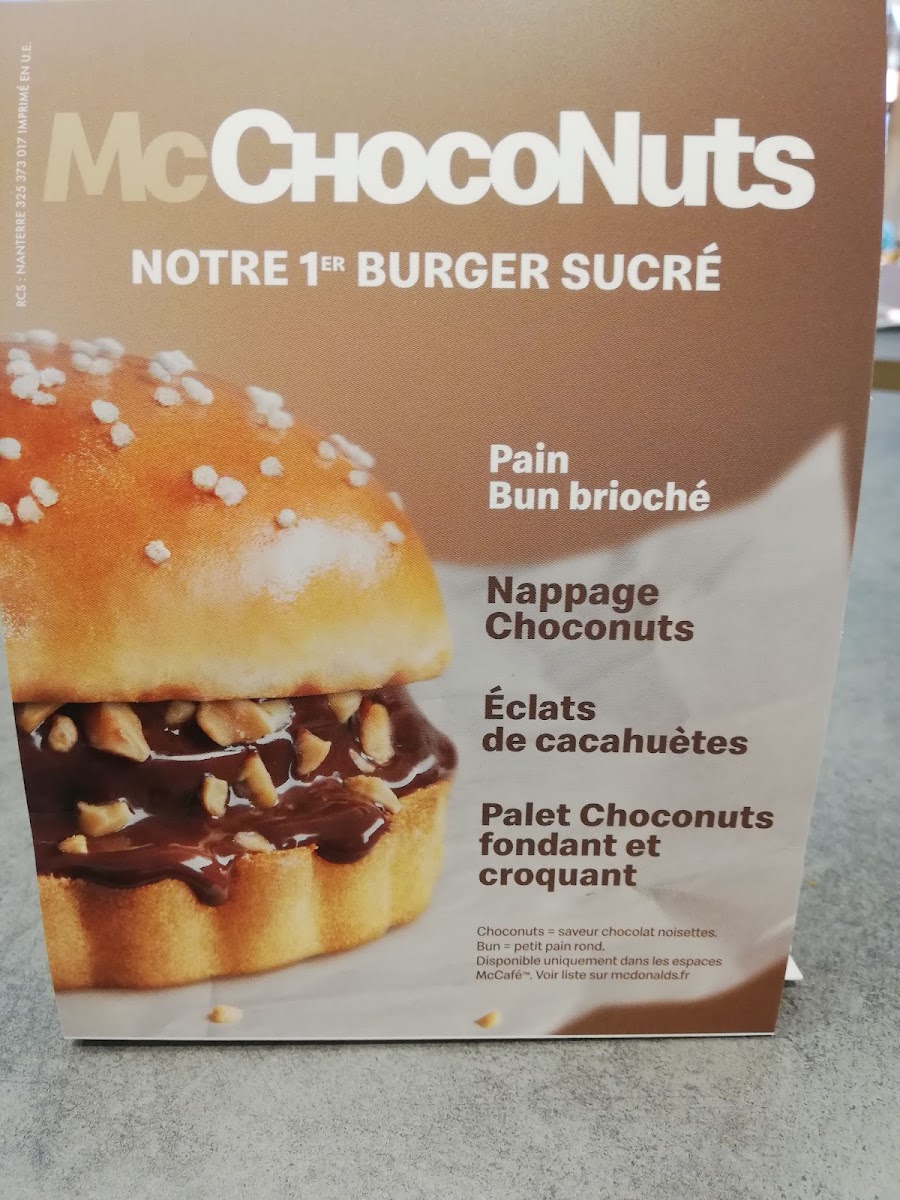 RCS : NANTERRE 325 373 017 IMPRIMÉ EN U.E.
McCHOCONUTS
NOTRE 1ER BURGER SUCRÉ
Pain
Bun brioché
Nappage
Choconuts
Éclats
de cacahuètes
Palet Choconuts
fondant et
croquant
Choconuts = saveur chocolat noisettes.
Bun = petit pain rond.
Disponible uniquement dans les espaces
McCafé™. Voir liste sur mcdonalds.fr